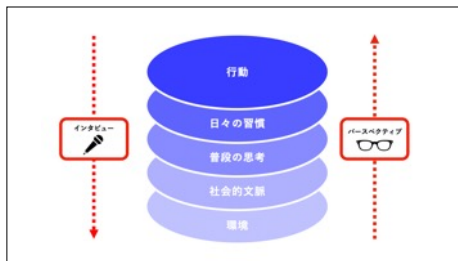 行動
インタビュー
日々の習慣
パースペクティブ
普段の思考
社会的文脈
環境